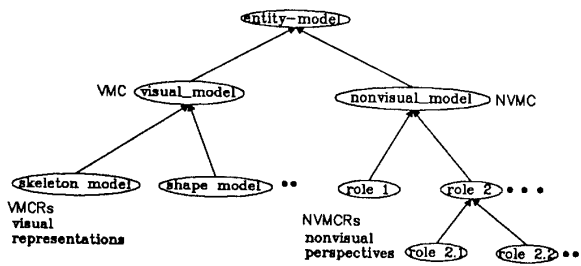 entity-model
VMC visual_model
nonvisual_model NVMC
skeleton model shape model ••
role 1 role 2 • • •
VMCRs
visual
representations
NVMCRs
nonvisual
perspectives
role 2.1 role 2.2 ••